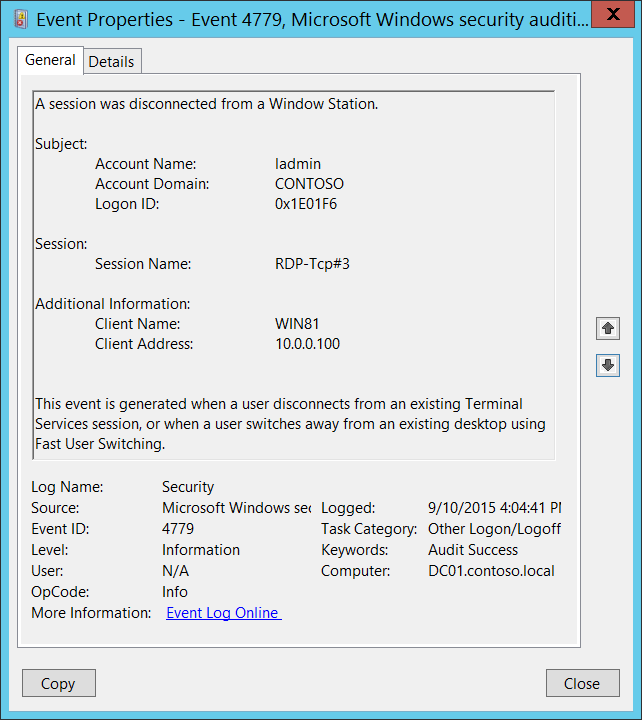 Event Properties - Event 4779, Microsoft Windows security auditi...
X
General Details
A session was disconnected from a Window Station.
Subject:
Account Name: ladmin
Account Domain: CONTOSO
Logon ID: 0x1E01F6
Session:
Session Name: RDP-Tcp#3
Additional Information:
Client Name: WIN81
Client Address: 10.0.0.100
This event is generated when a user disconnects from an existing Terminal
Services session, or when a user switches away from an existing desktop using
Fast User Switching.
Log Name: Security
Source: Microsoft Windows sec Logged: 9/10/2015 4:04:41 PM
Event ID: 4779 Task Category: Other Logon/Logoff
Level: Information Keywords: Audit Success
User: N/A Computer: DC01.contoso.local
OpCode: Info
More Information: Event Log Online
Copy Close